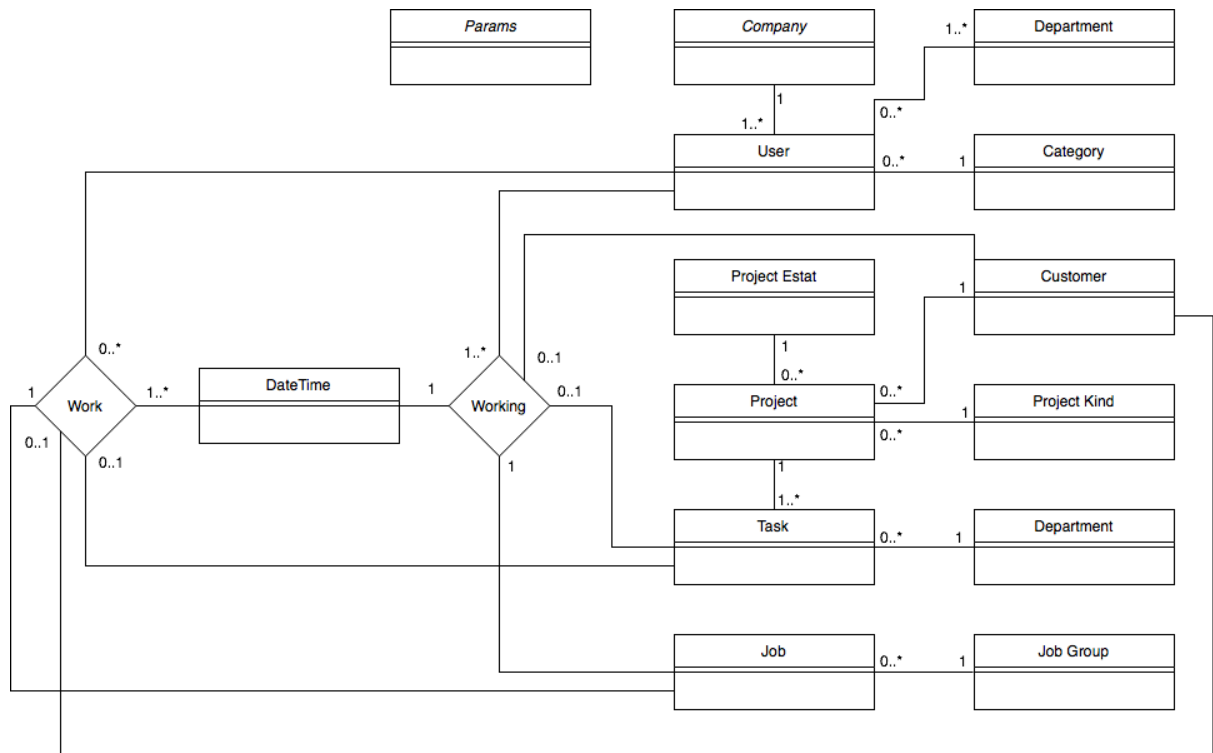 Params
Company
Department
1..*
1
0..*
1..*
User
0..*
1
Category
Project Estat
Customer
1
1
0..*
1..*
0..1
0..*
DateTime
1
1..*
1
0..1
Project
0..*
1
Project Kind
Work
Working
0..*
0..1
0..1
1
1
1..*
Task
0..*
1
Department
Job
0..*
1
Job Group